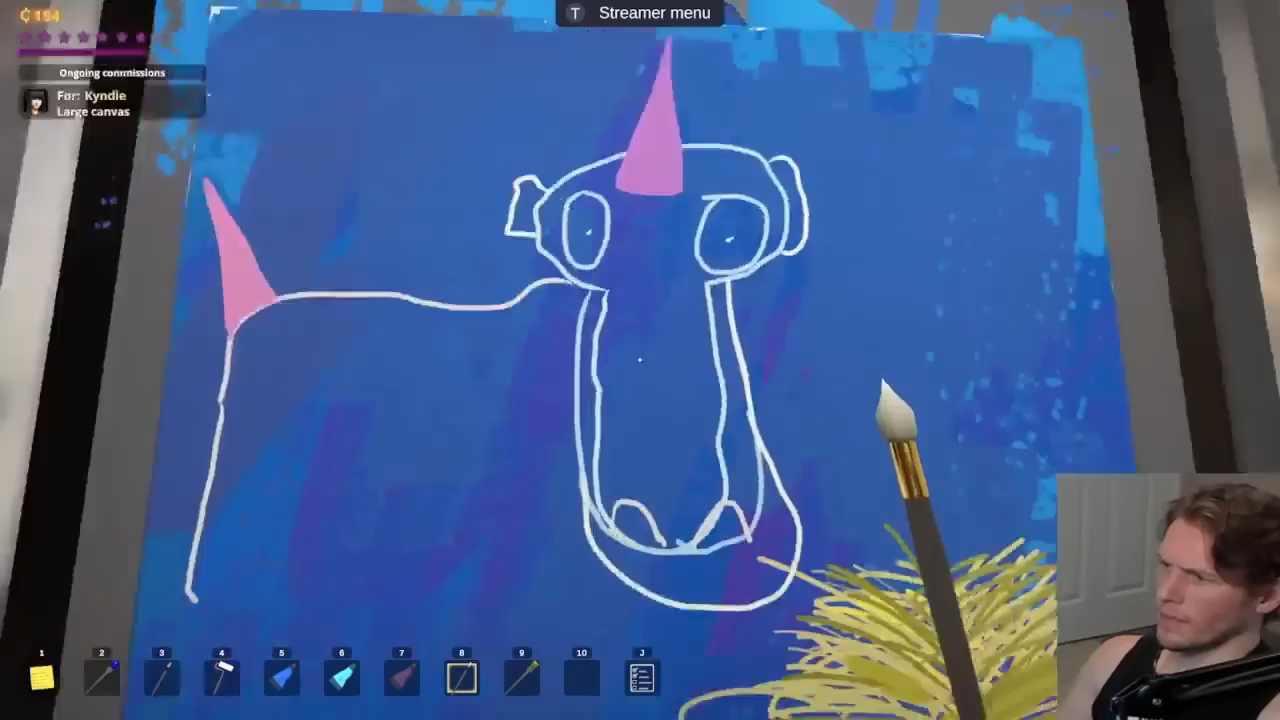 ₵ 194
T Streamer menu
Ongoing commissions
For: Kyndle
Large canvas
1 2 3 4 5 6 7 8 9 10 J